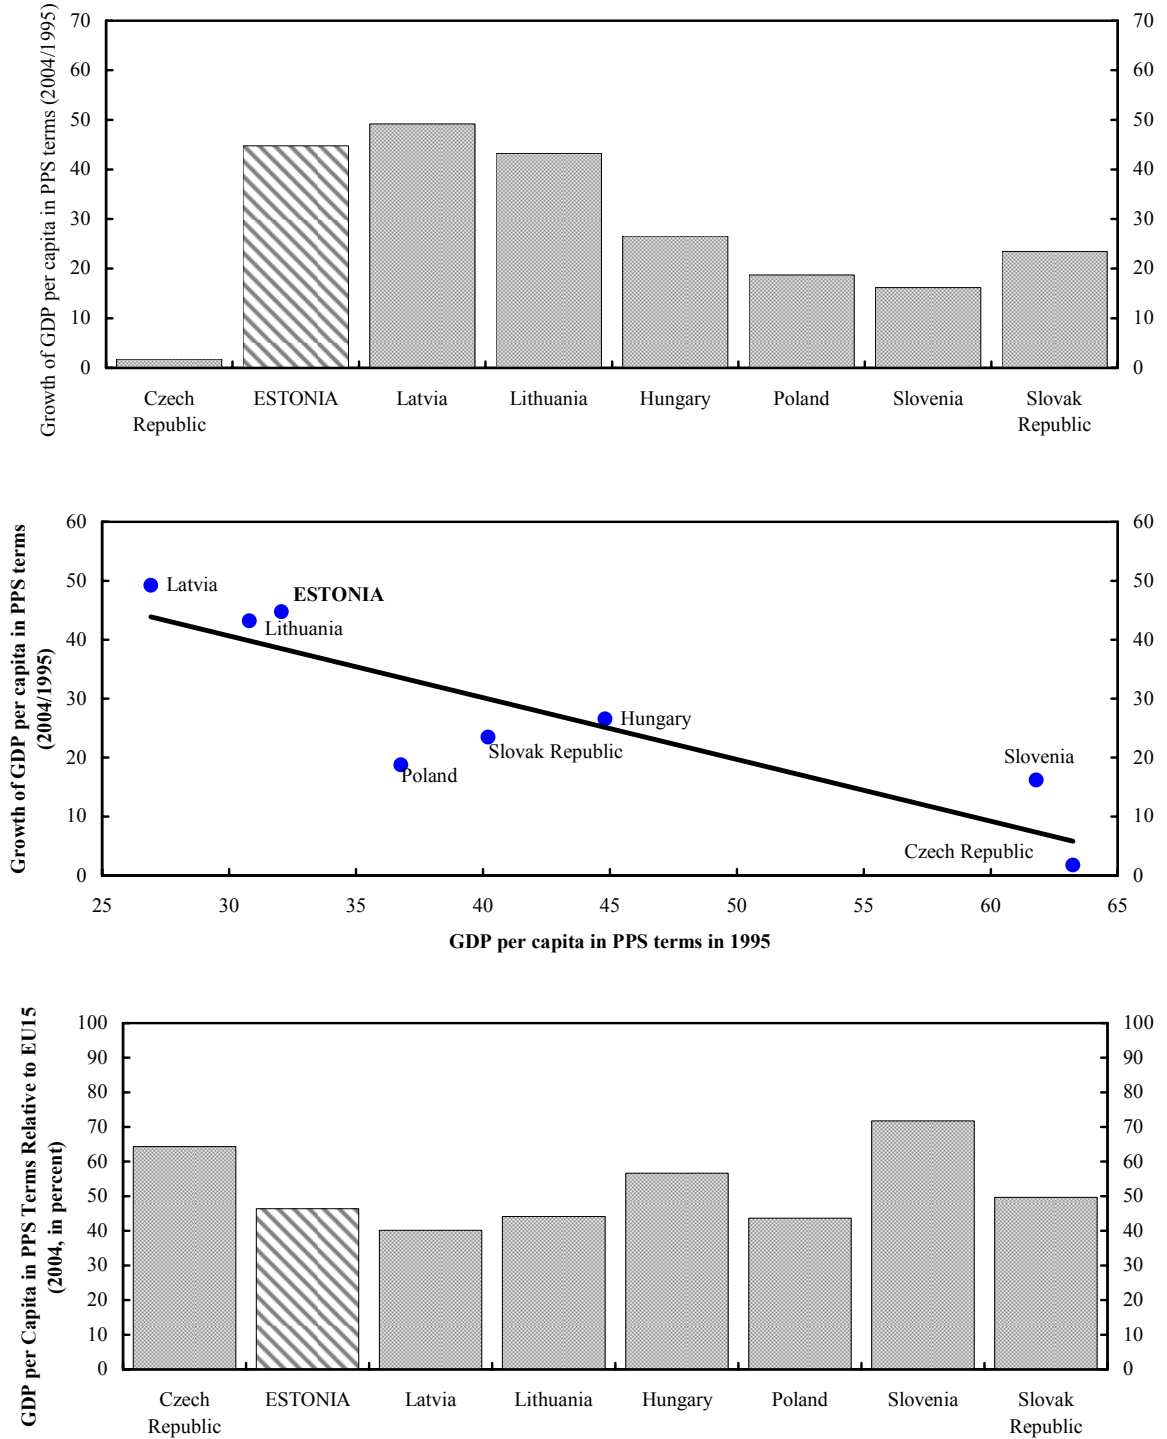 Growth of GDP per capita in PPS terms (2004/1995)
70 70
60 60
50 50
40 40
30 30
20 20
10 10
0 0
Czech ESTONIA Latvia Lithuania Hungary Poland Slovenia Slovak
Republic Republic
Growth of GDP per capita in PPS terms
(2004/1995)
60 60
50 50
40 40
30 30
20 20
10 10
0 0
Latvia
ESTONIA
Lithuania
Hungary
Slovak Republic
Slovenia
Poland
Czech Republic
25 30 35 40 45 50 55 60 65
GDP per capita in PPS terms in 1995
GDP per Capita in PPS Terms Relative to EU15
(2004, in percent)
100 100
90 90
80 80
70 70
60 60
50 50
40 40
30 30
20 20
10 10
0 0
Czech ESTONIA Latvia Lithuania Hungary Poland Slovenia Slovak
Republic Republic